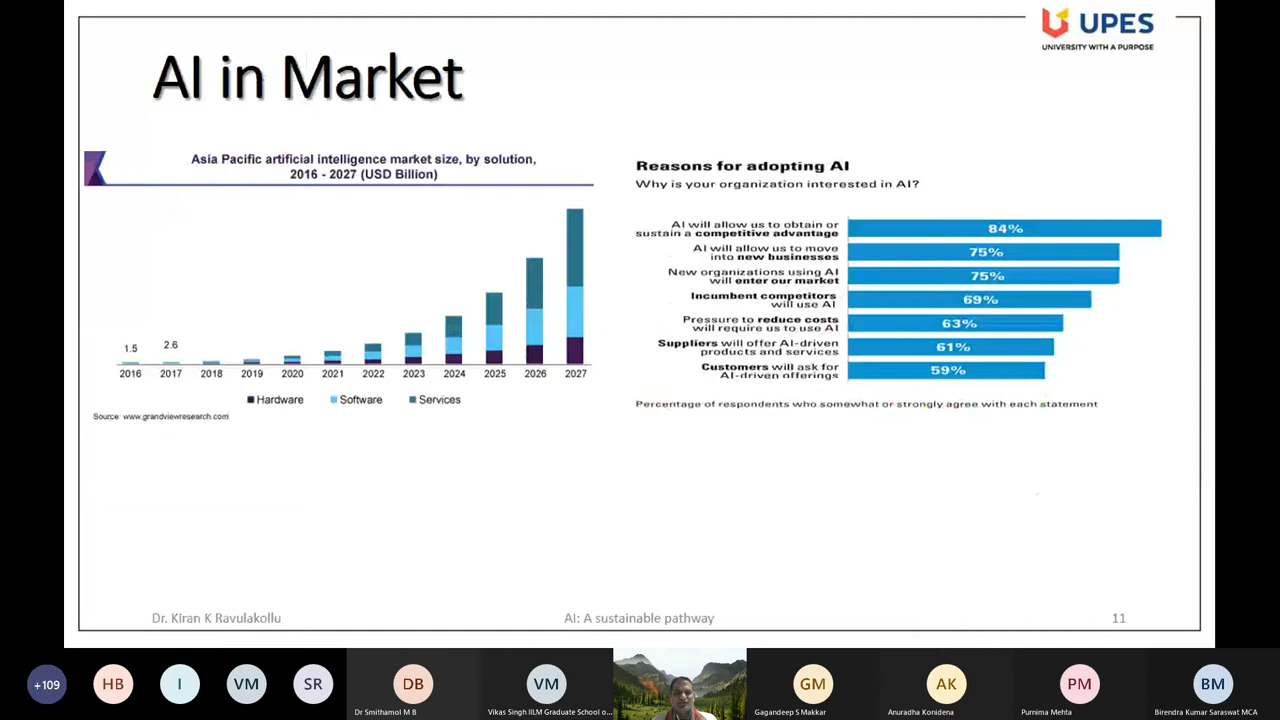 UPES
UNIVERSITY WITH A PURPOSE
AI in Market
Asia Pacific artificial intelligence market size, by solution,
2016 - 2027 (USD Billion)
1.5
2.6
2016 2017 2018 2019 2020 2021 2022 2023 2024 2025 2026 2027
Hardware Software Services
Source: www.grandviewresearch.com
Reasons for adopting AI
Why is your organization interested in AI?
AI will allow us to obtain or
sustain a competitive advantage
84%
AI will allow us to move
into new businesses
75%
New organizations using AI
will enter our market
75%
Incumbent competitors
will use AI
69%
Pressure to reduce costs
will require us to use AI
63%
Suppliers will offer AI-driven
products and services
61%
Customers will ask for
AI-driven offerings
59%
Percentage of respondents who somewhat or strongly agree with each statement
Dr. Kiran K Ravulakollu
AI: A sustainable pathway
11
+109
HB
I
VM
SR
DB
Dr Smithamol M B
VM
Vikas Singh IILM Graduate School o...
GM
Gagandeep S Makkar
AK
Anuradha Konidena
PM
Purnima Mehta
BM
Birendra Kumar Saraswat MCA